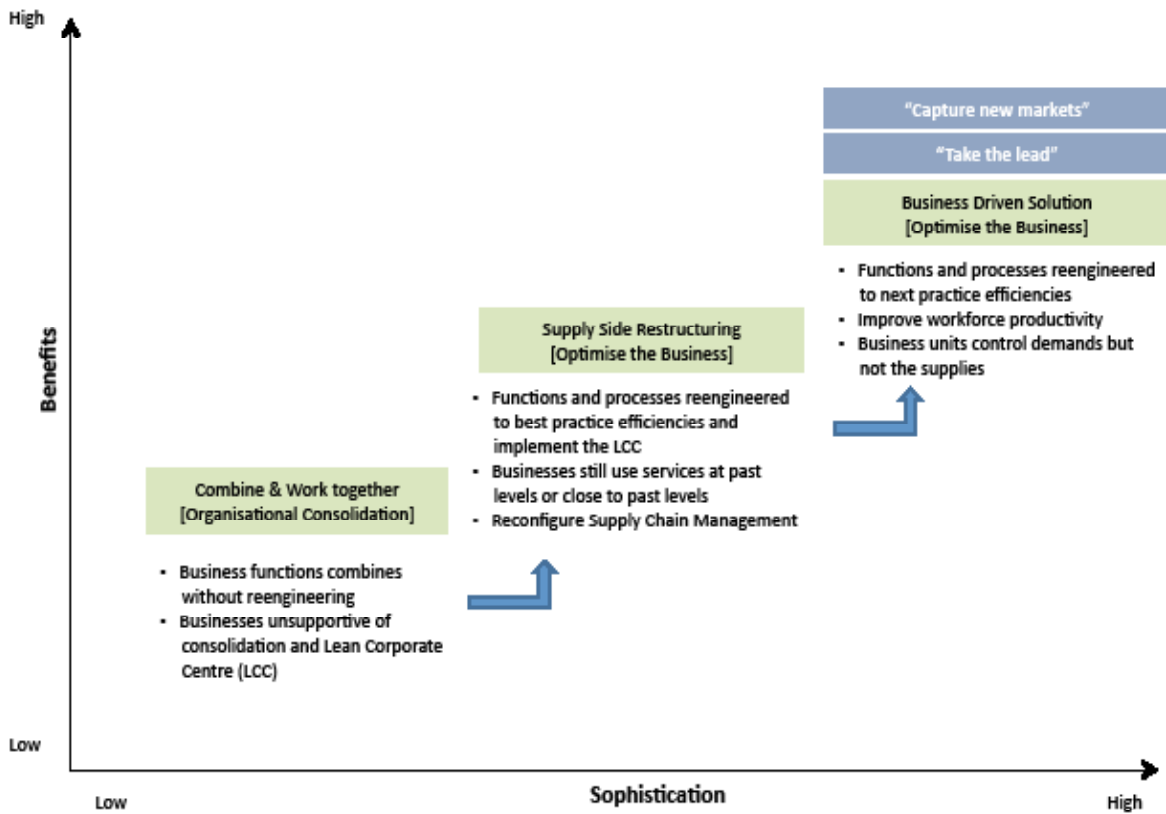 High
“Capture new markets”
“Take the lead”
Business Driven Solution
[Optimise the Business]
▪ Functions and processes reengineered
to next practice efficiencies
▪ Improve workforce productivity
▪ Business units control demands but
not the supplies
Supply Side Restructuring
[Optimise the Business]
▪ Functions and processes reengineered
to best practice efficiencies and
implement the LCC
▪ Businesses still use services at past
levels or close to past levels
▪ Reconfigure Supply Chain Management
Benefits
Combine & Work together
[Organisational Consolidation]
▪ Business functions combines
without reengineering
▪ Businesses unsupportive of
consolidation and Lean Corporate
Centre (LCC)
Low
Low
Sophistication
High